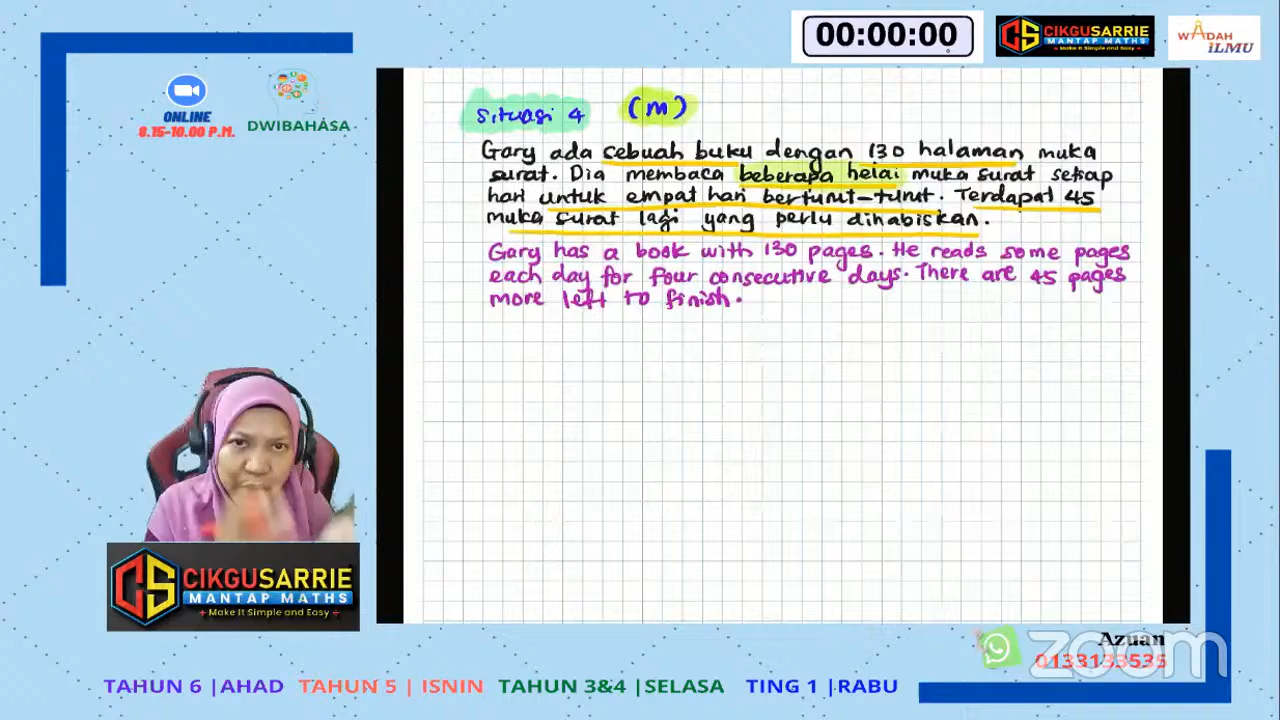 00:00:00
CS CIKGUSARRIE
MANTAP MATHS
Make It Simple and Easy
WADAH
iLMU
ONLINE
8.15-10.00 P.M.
DWIBAHASA
Situasi 4 (M)
Gary ada sebuah buku dengan 130 halaman muka
surat. Dia membaca beberapa helai muka surat setiap
hari untuk empat hari berturut-turut. Terdapat 45
muka surat lagi yang perlu dihabiskan.
Gary has a book with 130 pages. He reads some pages
each day for four consecutive days. There are 45 pages
more left to finish.
CS CIKGUSARRIE
MANTAP MATHS
+ Make It Simple and Easy +
Azuan
zoom
0133133535
TAHUN 6 |AHAD TAHUN 5 | ISNIN TAHUN 3&4 |SELASA TING 1 |RABU